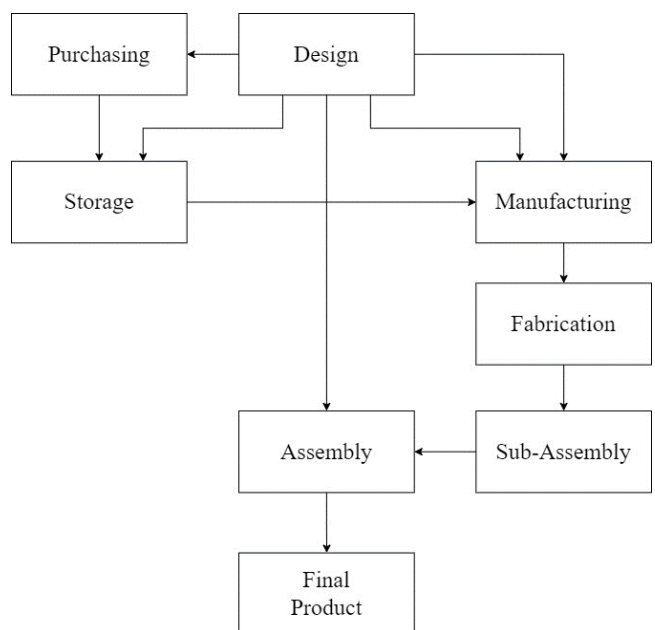 Purchasing
Design
Storage
Manufacturing
Fabrication
Assembly
Sub-Assembly
Final
Product